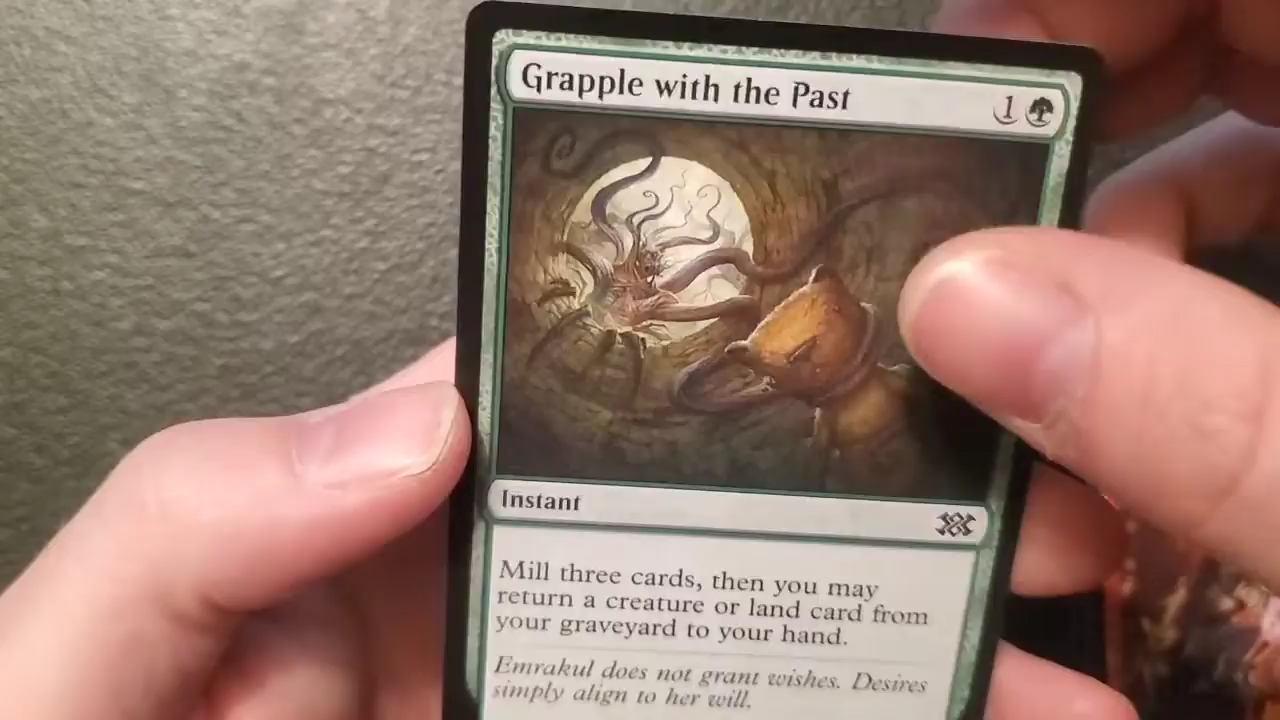 Grapple with the Past 1
Instant
Mill three cards, then you may
return a creature or land card from
your graveyard to your hand.
Emrakul does not grant wishes. Desires
simply align to her will.